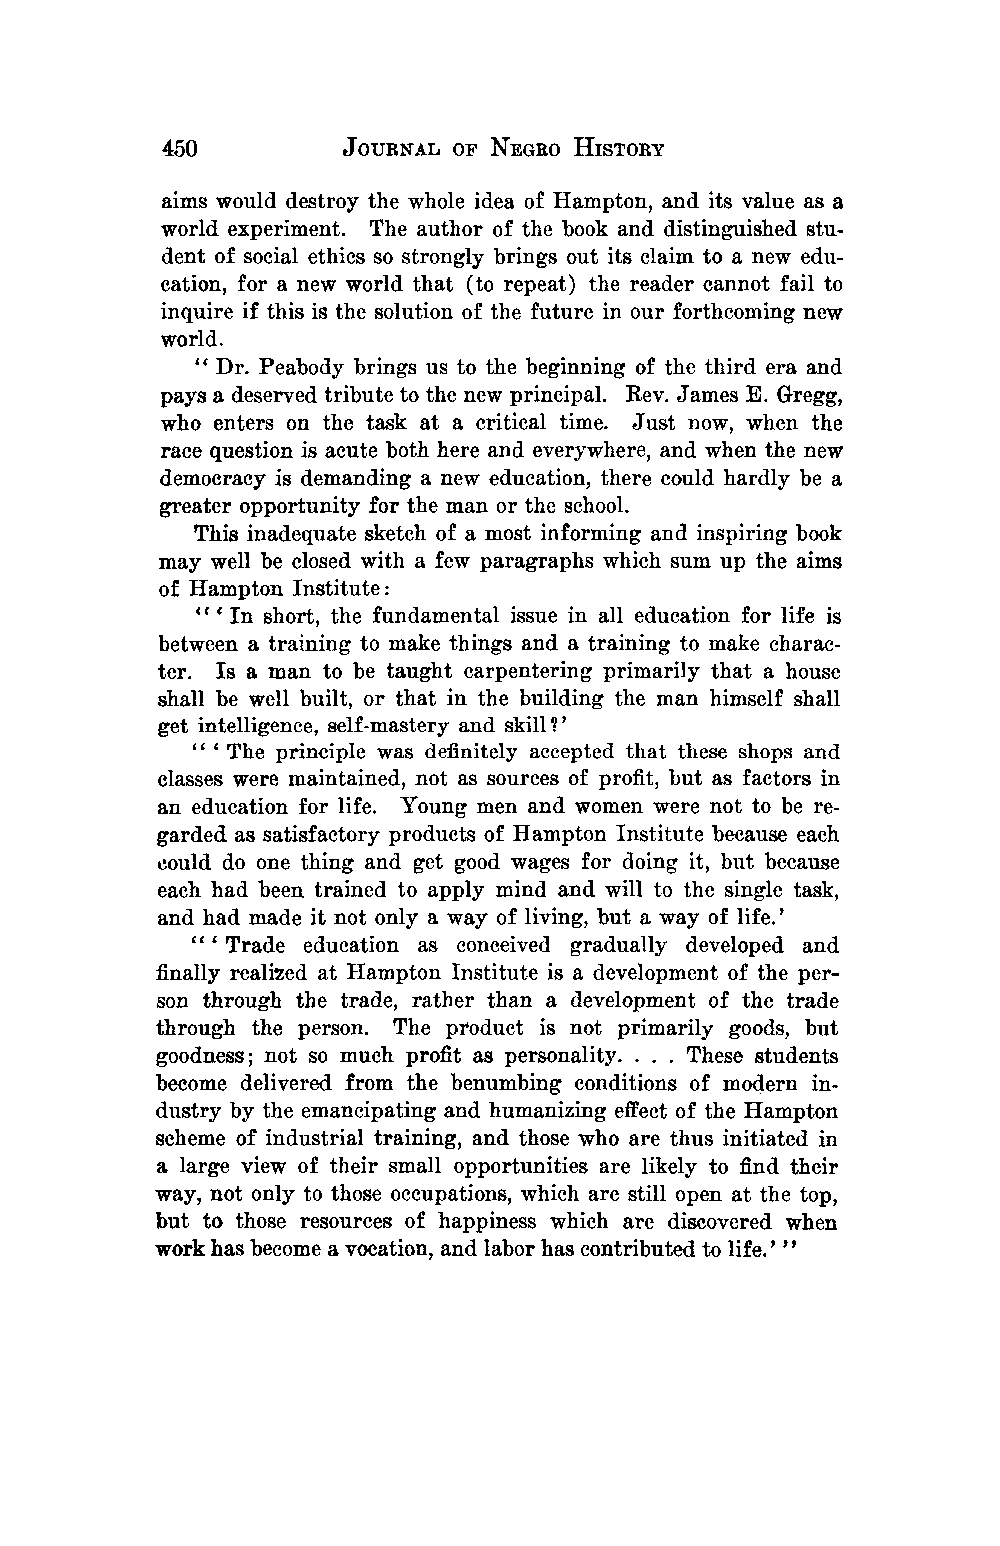 450 JOURNAL OF NEGRO HISTORY
aims would destroy the whole idea of Hampton, and its value as a
world experiment. The author of the book and distinguished stu-
dent of social ethics so strongly brings out its claim to a new edu-
cation, for a new world that (to repeat) the reader cannot fail to
inquire if this is the solution of the future in our forthcoming new
world.
“ Dr. Peabody brings us to the beginning of the third era and
pays a deserved tribute to the new principal. Rev. James E. Gregg,
who enters on the task at a critical time. Just now, when the
race question is acute both here and everywhere, and when the new
democracy is demanding a new education, there could hardly be a
greater opportunity for the man or the school.
This inadequate sketch of a most informing and inspiring book
may well be closed with a few paragraphs which sum up the aims
of Hampton Institute:
“ ‘ In short, the fundamental issue in all education for life is
between a training to make things and a training to make charac-
ter. Is a man to be taught carpentering primarily that a house
shall be well built, or that in the building the man himself shall
get intelligence, self-mastery and skill?’
“ ‘ The principle was definitely accepted that these shops and
classes were maintained, not as sources of profit, but as factors in
an education for life. Young men and women were not to be re-
garded as satisfactory products of Hampton Institute because each
could do one thing and get good wages for doing it, but because
each had been trained to apply mind and will to the single task,
and had made it not only a way of living, but a way of life.’
“ ‘ Trade education as conceived gradually developed and
finally realized at Hampton Institute is a development of the per-
son through the trade, rather than a development of the trade
through the person. The product is not primarily goods, but
goodness; not so much profit as personality. . . . These students
become delivered from the benumbing conditions of modern in-
dustry by the emancipating and humanizing effect of the Hampton
scheme of industrial training, and those who are thus initiated in
a large view of their small opportunities are likely to find their
way, not only to those occupations, which are still open at the top,
but to those resources of happiness which are discovered when
work has become a vocation, and labor has contributed to life.’ ”